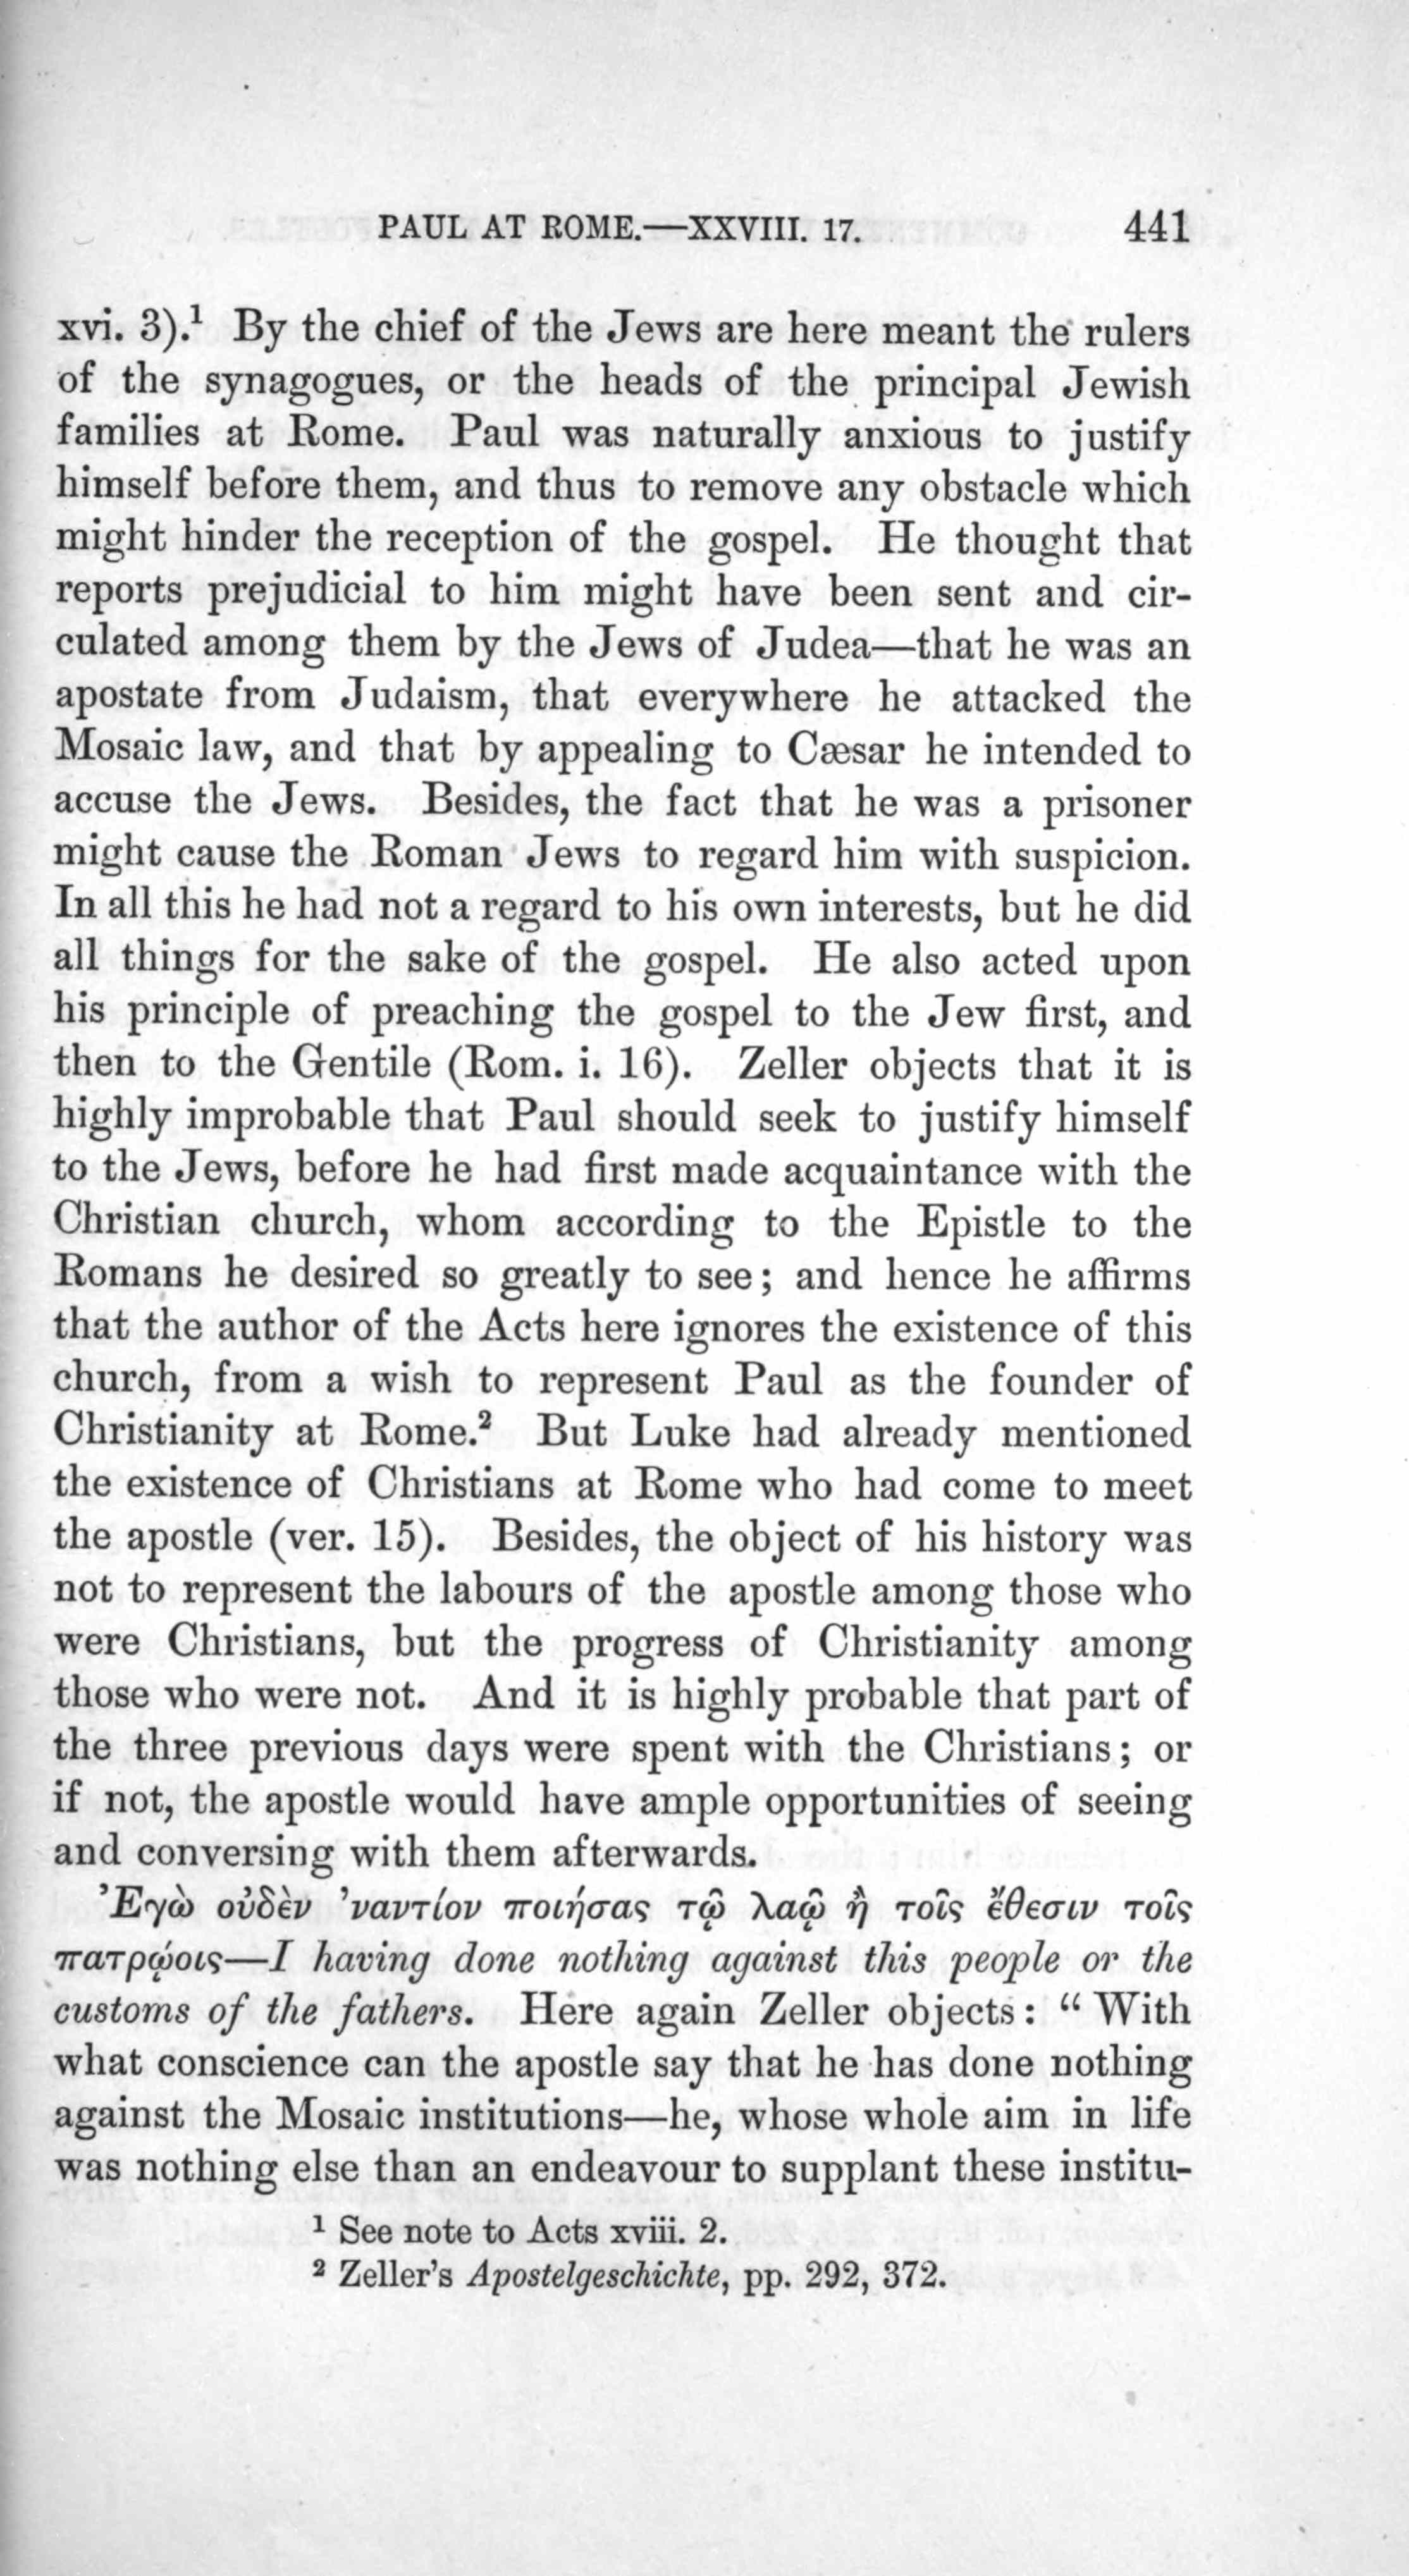 PAUL AT ROME.—XXVIII. 17. 441
xvi. 3).¹ By the chief of the Jews are here meant the rulers
of the synagogues, or the heads of the principal Jewish
families at Rome. Paul was naturally anxious to justify
himself before them, and thus to remove any obstacle which
might hinder the reception of the gospel. He thought that
reports prejudicial to him might have been sent and cir-
culated among them by the Jews of Judea—that he was an
apostate from Judaism, that everywhere he attacked the
Mosaic law, and that by appealing to Cæsar he intended to
accuse the Jews. Besides, the fact that he was a prisoner
might cause the Roman Jews to regard him with suspicion.
In all this he had not a regard to his own interests, but he did
all things for the sake of the gospel. He also acted upon
his principle of preaching the gospel to the Jew first, and
then to the Gentile (Rom. i. 16). Zeller objects that it is
highly improbable that Paul should seek to justify himself
to the Jews, before he had first made acquaintance with the
Christian church, whom according to the Epistle to the
Romans he desired so greatly to see; and hence he affirms
that the author of the Acts here ignores the existence of this
church, from a wish to represent Paul as the founder of
Christianity at Rome.² But Luke had already mentioned
the existence of Christians at Rome who had come to meet
the apostle (ver. 15). Besides, the object of his history was
not to represent the labours of the apostle among those who
were Christians, but the progress of Christianity among
those who were not. And it is highly probable that part of
the three previous days were spent with the Christians; or
if not, the apostle would have ample opportunities of seeing
and conversing with them afterwards.
Ἐγὼ οὐδὲν ᾿ναντίον ποιήσας τῷ λαῷ ἢ τοῖς ἔθεσιν τοῖς
πατρῴοις—I having done nothing against this people or the
customs of the fathers. Here again Zeller objects: “With
what conscience can the apostle say that he has done nothing
against the Mosaic institutions—he, whose whole aim in life
was nothing else than an endeavour to supplant these institu-
¹ See note to Acts xviii. 2.
² Zeller's Apostelgeschichte, pp. 292, 372.